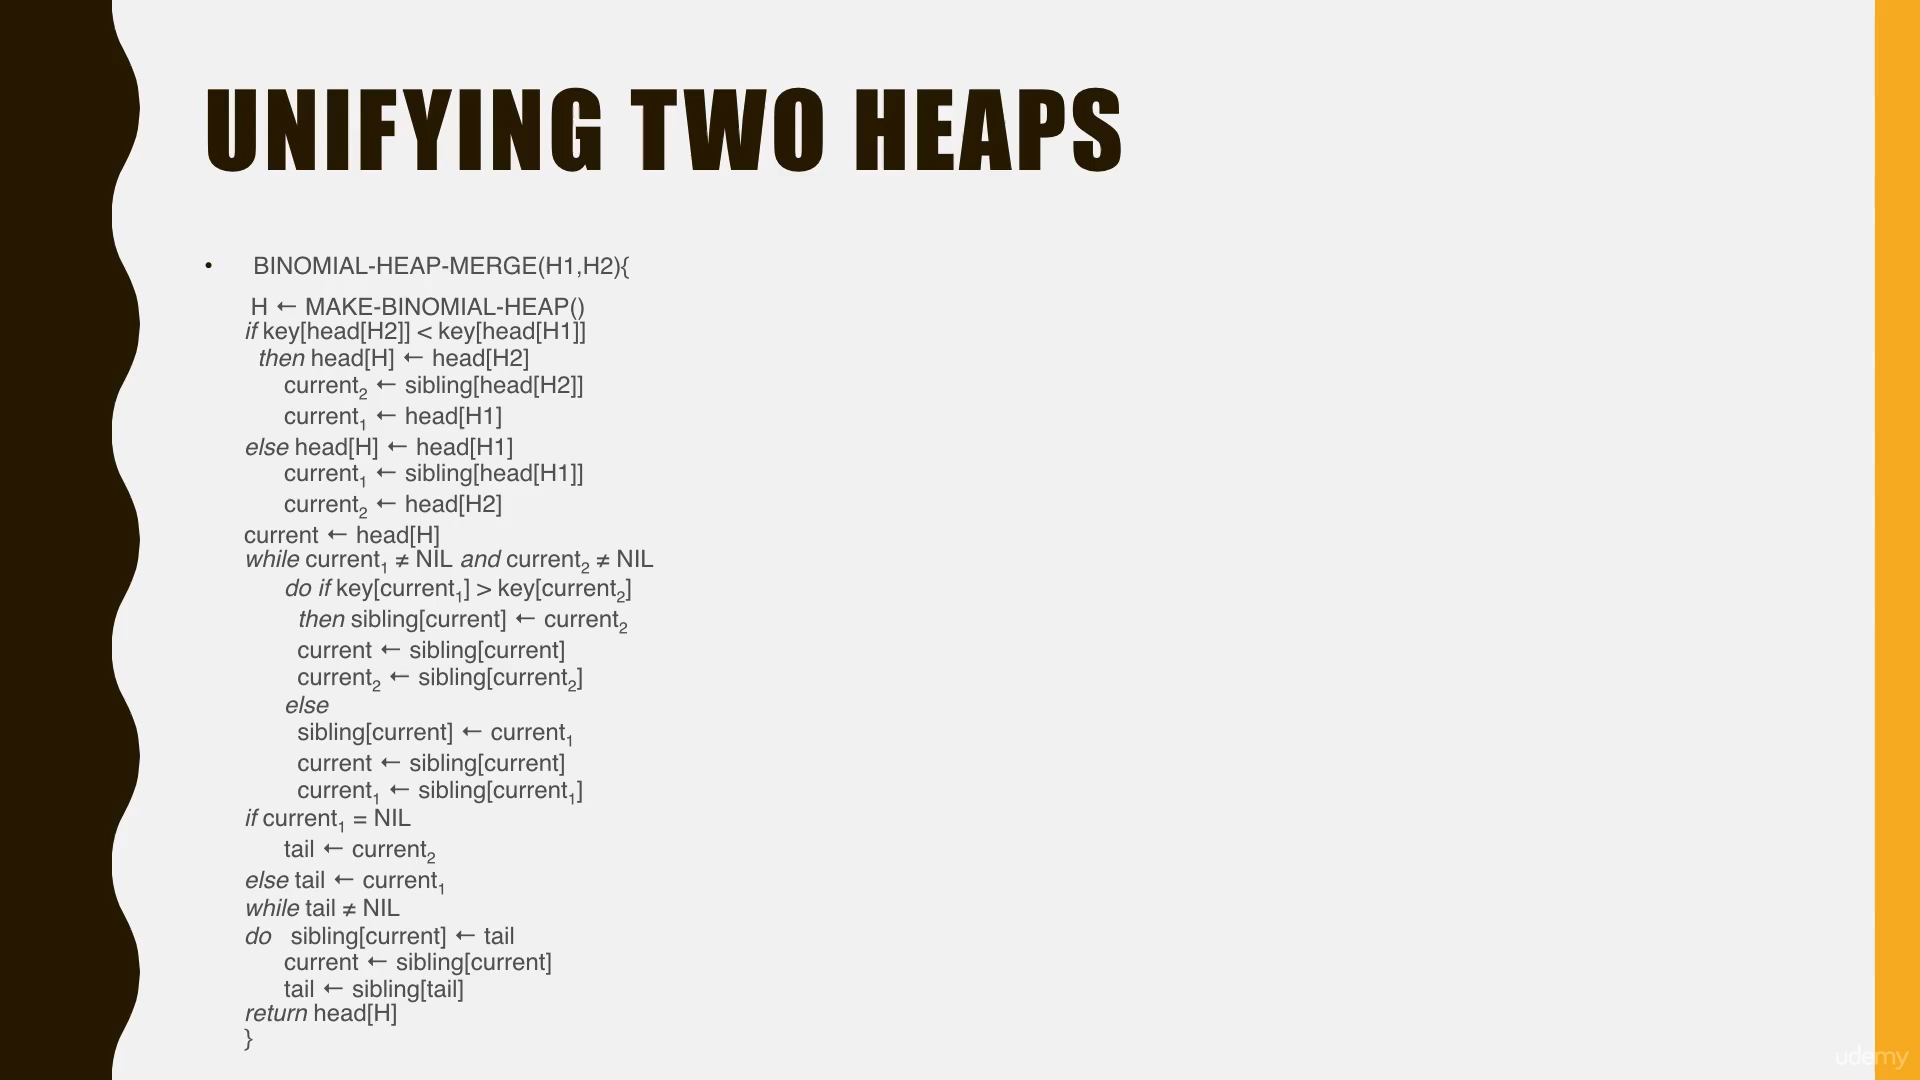 UNIFYING TWO HEAPS
• BINOMIAL-HEAP-MERGE(H1,H2){
H ← MAKE-BINOMIAL-HEAP()
if key[head[H2]] < key[head[H1]]
then head[H] ← head[H2]
current₂ ← sibling[head[H2]]
current₁ ← head[H1]
else head[H] ← head[H1]
current₁ ← sibling[head[H1]]
current₂ ← head[H2]
current ← head[H]
while current₁ ≠ NIL and current₂ ≠ NIL
do if key[current₁] > key[current₂]
then sibling[current] ← current₂
current ← sibling[current]
current₂ ← sibling[current₂]
else
sibling[current] ← current₁
current ← sibling[current]
current₁ ← sibling[current₁]
if current₁ = NIL
tail ← current₂
else tail ← current₁
while tail ≠ NIL
do sibling[current] ← tail
current ← sibling[current]
tail ← sibling[tail]
return head[H]
}
udemy